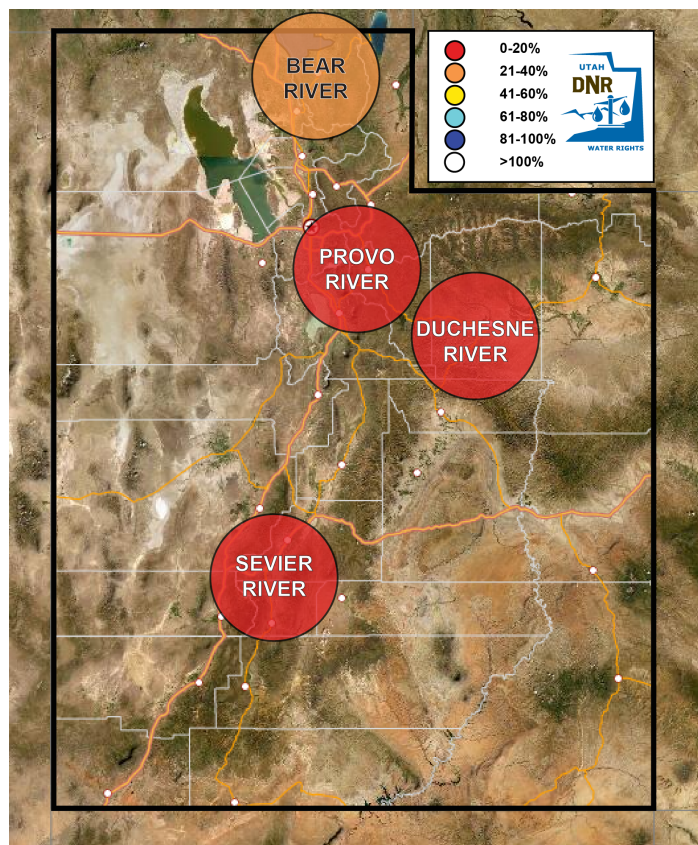 BEAR
RIVER
0-20%
21-40%
41-60%
61-80%
81-100%
>100%
UTAH
DNR
WATER RIGHTS
PROVO
RIVER
DUCHESNE
RIVER
SEVIER
RIVER